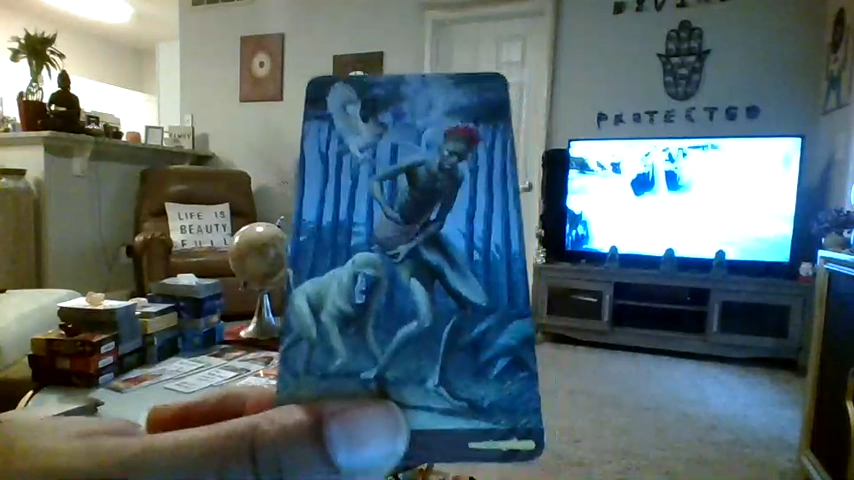 DIVINE
PROTECTED
LIFE IS
BEAUTY
FULL